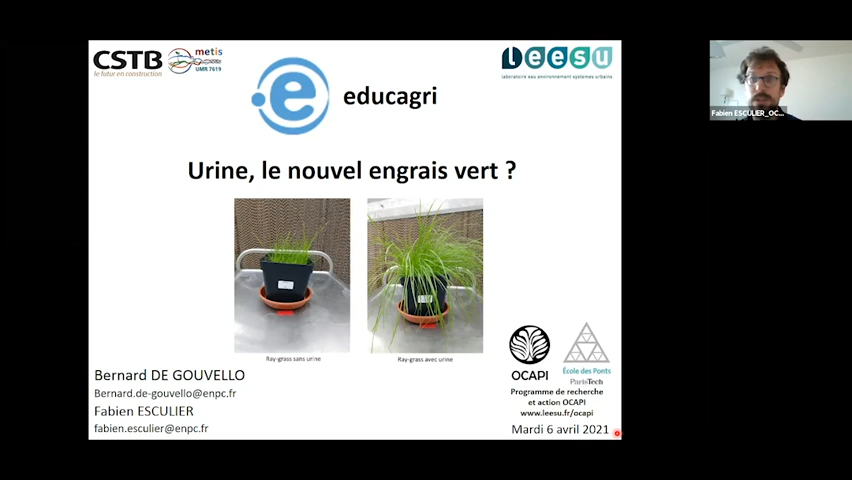 CSTB
le futur en construction
metis
UMR 7619
Leesu
laboratoire eau environnement systèmes urbains
e educagri
Urine, le nouvel engrais vert ?
Ray-grass sans urine
Ray-grass avec urine
Bernard DE GOUVELLO
Bernard.de-gouvello@enpc.fr
Fabien ESCULIER
fabien.esculier@enpc.fr
OCAPI
École des Ponts
ParisTech
Programme de recherche
et action OCAPI
www.leesu.fr/ocapi
Mardi 6 avril 2021
Fabien ESCULIER_OC...